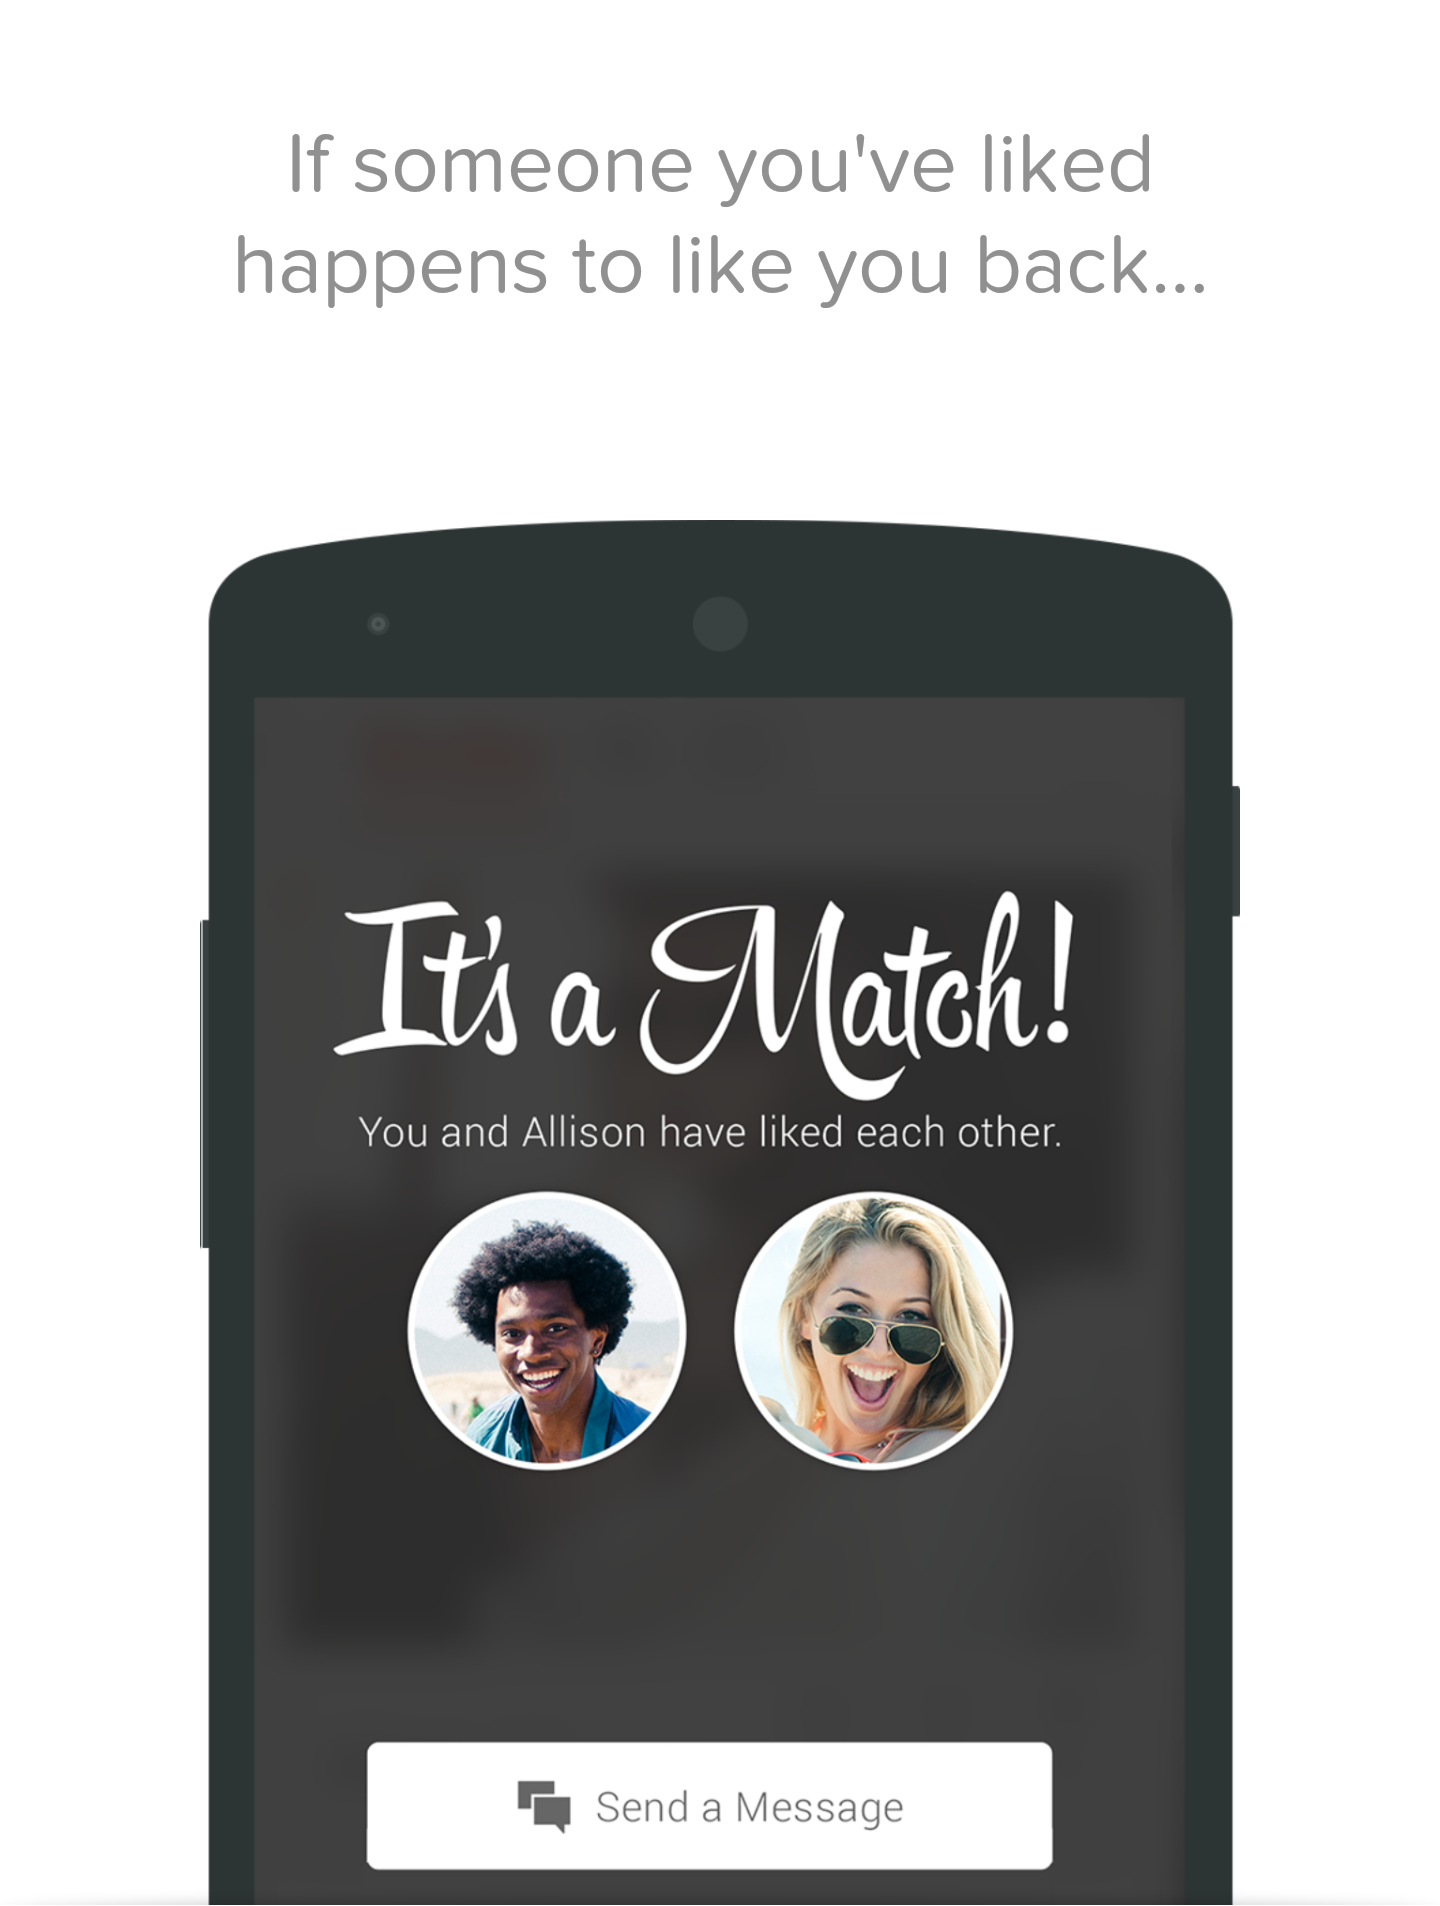 If someone you've liked
happens to like you back...
It's a Match!
You and Allison have liked each other.
Send a Message